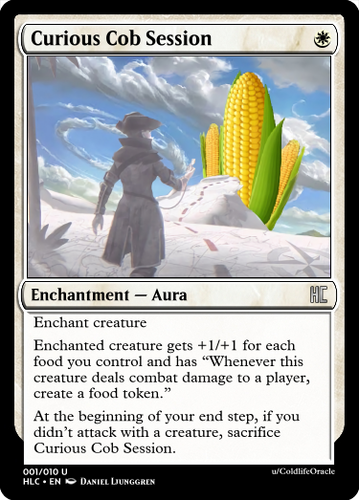 Curious Cob Session
Enchantment — Aura
HC
Enchant creature
Enchanted creature gets +1/+1 for each
food you control and has “Whenever this
creature deals combat damage to a player,
create a food token.”
At the beginning of your end step, if you
didn’t attack with a creature, sacrifice
Curious Cob Session.
001/010 U
u/ColdlifeOracle
HLC • EN Daniel Ljunggren